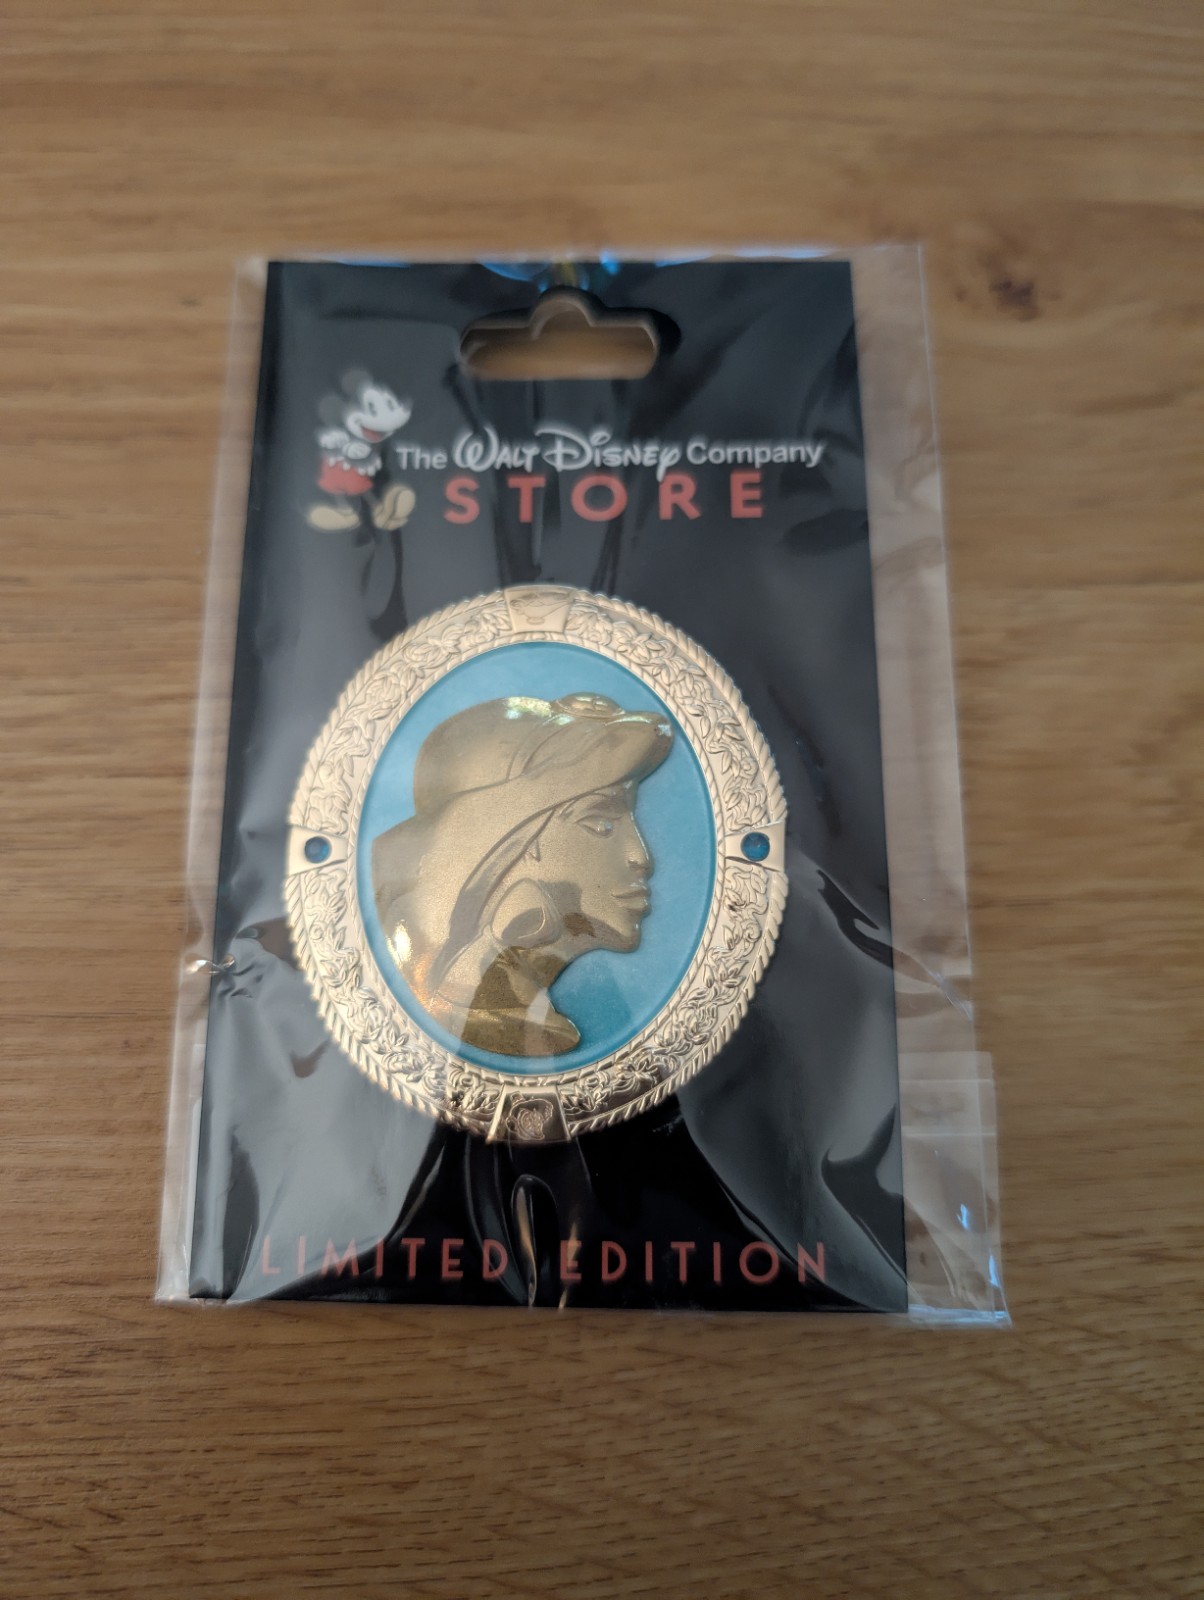 The Walt Disney Company
STORE
LIMITED EDITION